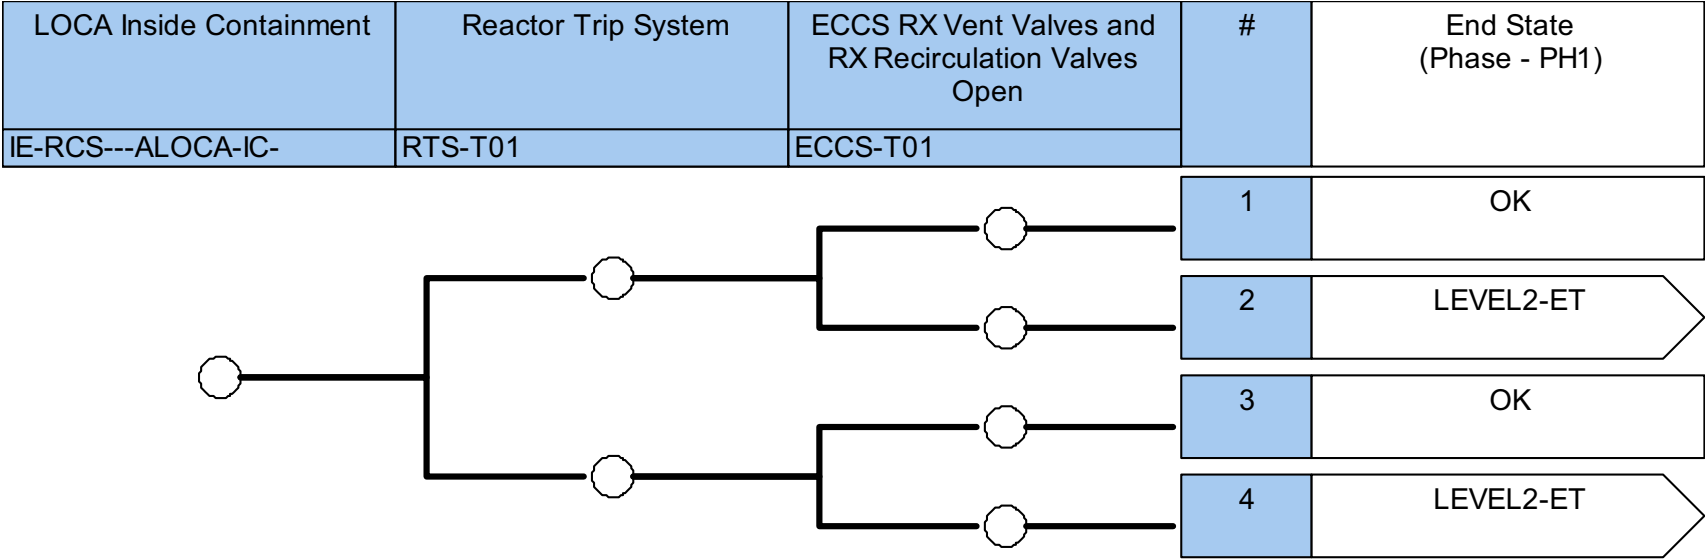 LOCA Inside Containment
Reactor Trip System
ECCS RX Vent Valves and
RX Recirculation Valves
Open
#
End State
(Phase - PH1)
IE-RCS---ALOCA-IC-
RTS-T01
ECCS-T01
1
OK
2
LEVEL2-ET
3
OK
4
LEVEL2-ET